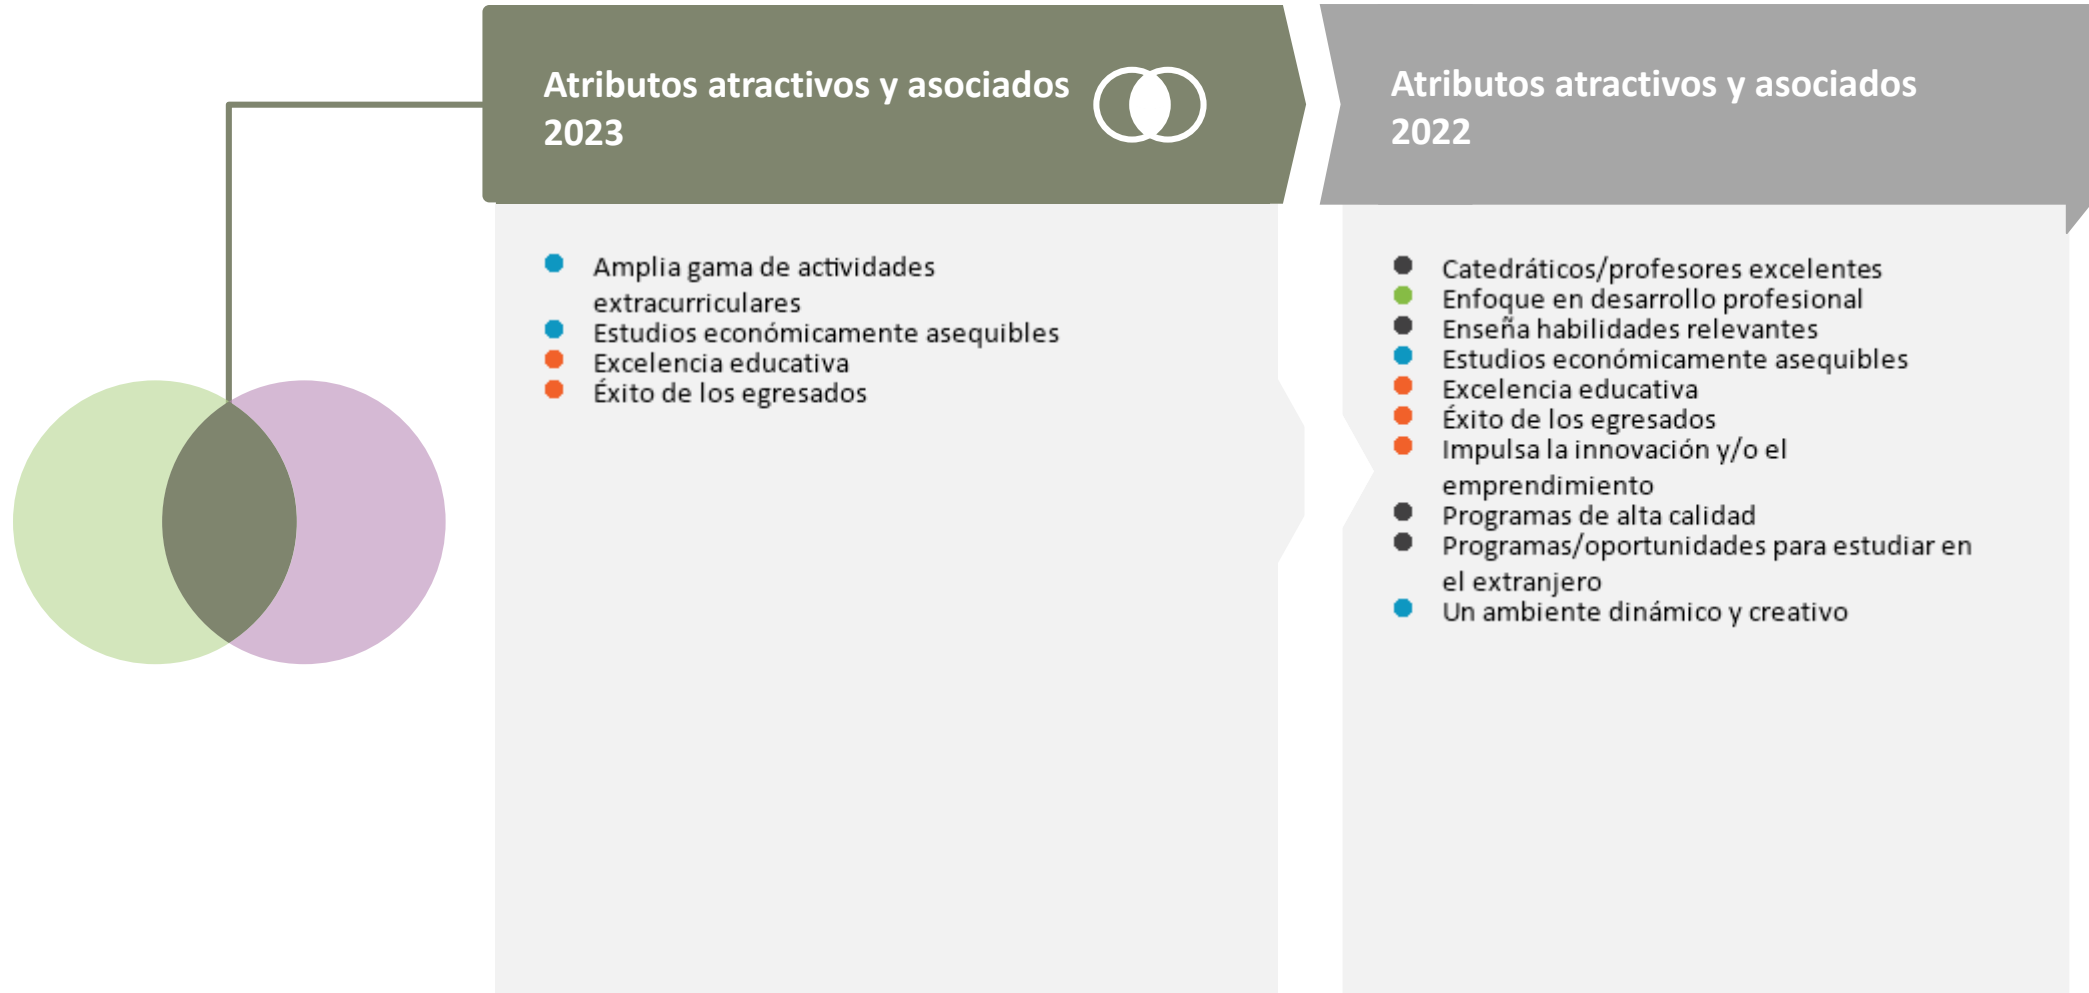 Atributos atractivos y asociados
2023
Amplia gama de actividades
extracurriculares
Estudios económicamente asequibles
Excelencia educativa
Éxito de los egresados
Atributos atractivos y asociados
2022
Catedráticos/profesores excelentes
Enfoque en desarrollo profesional
Enseña habilidades relevantes
Estudios económicamente asequibles
Excelencia educativa
Éxito de los egresados
Impulsa la innovación y/o el
emprendimiento
Programas de alta calidad
Programas/oportunidades para estudiar en
el extranjero
Un ambiente dinámico y creativo